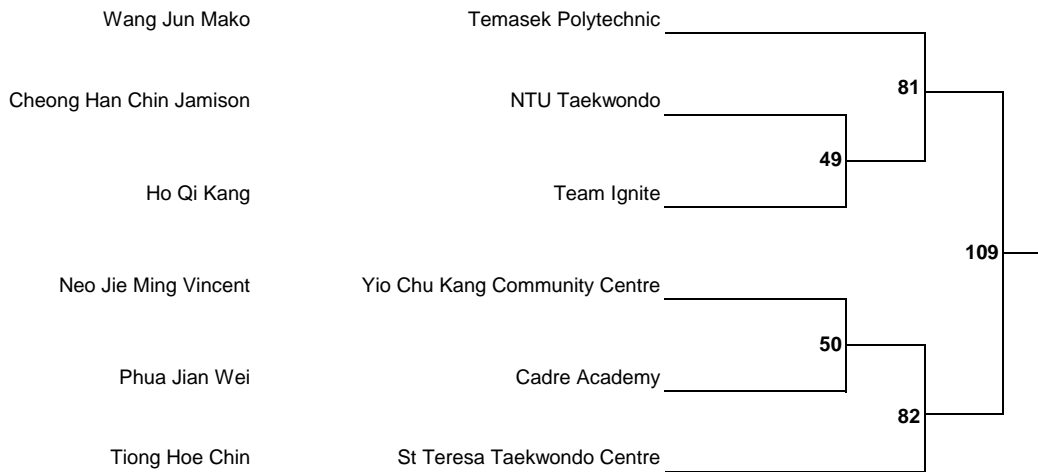 Wang Jun Mako Temasek Polytechnic
81
Cheong Han Chin Jamison NTU Taekwondo
49
Ho Qi Kang Team Ignite
109
Neo Jie Ming Vincent Yio Chu Kang Community Centre
50
Phua Jian Wei Cadre Academy
82
Tiong Hoe Chin St Teresa Taekwondo Centre